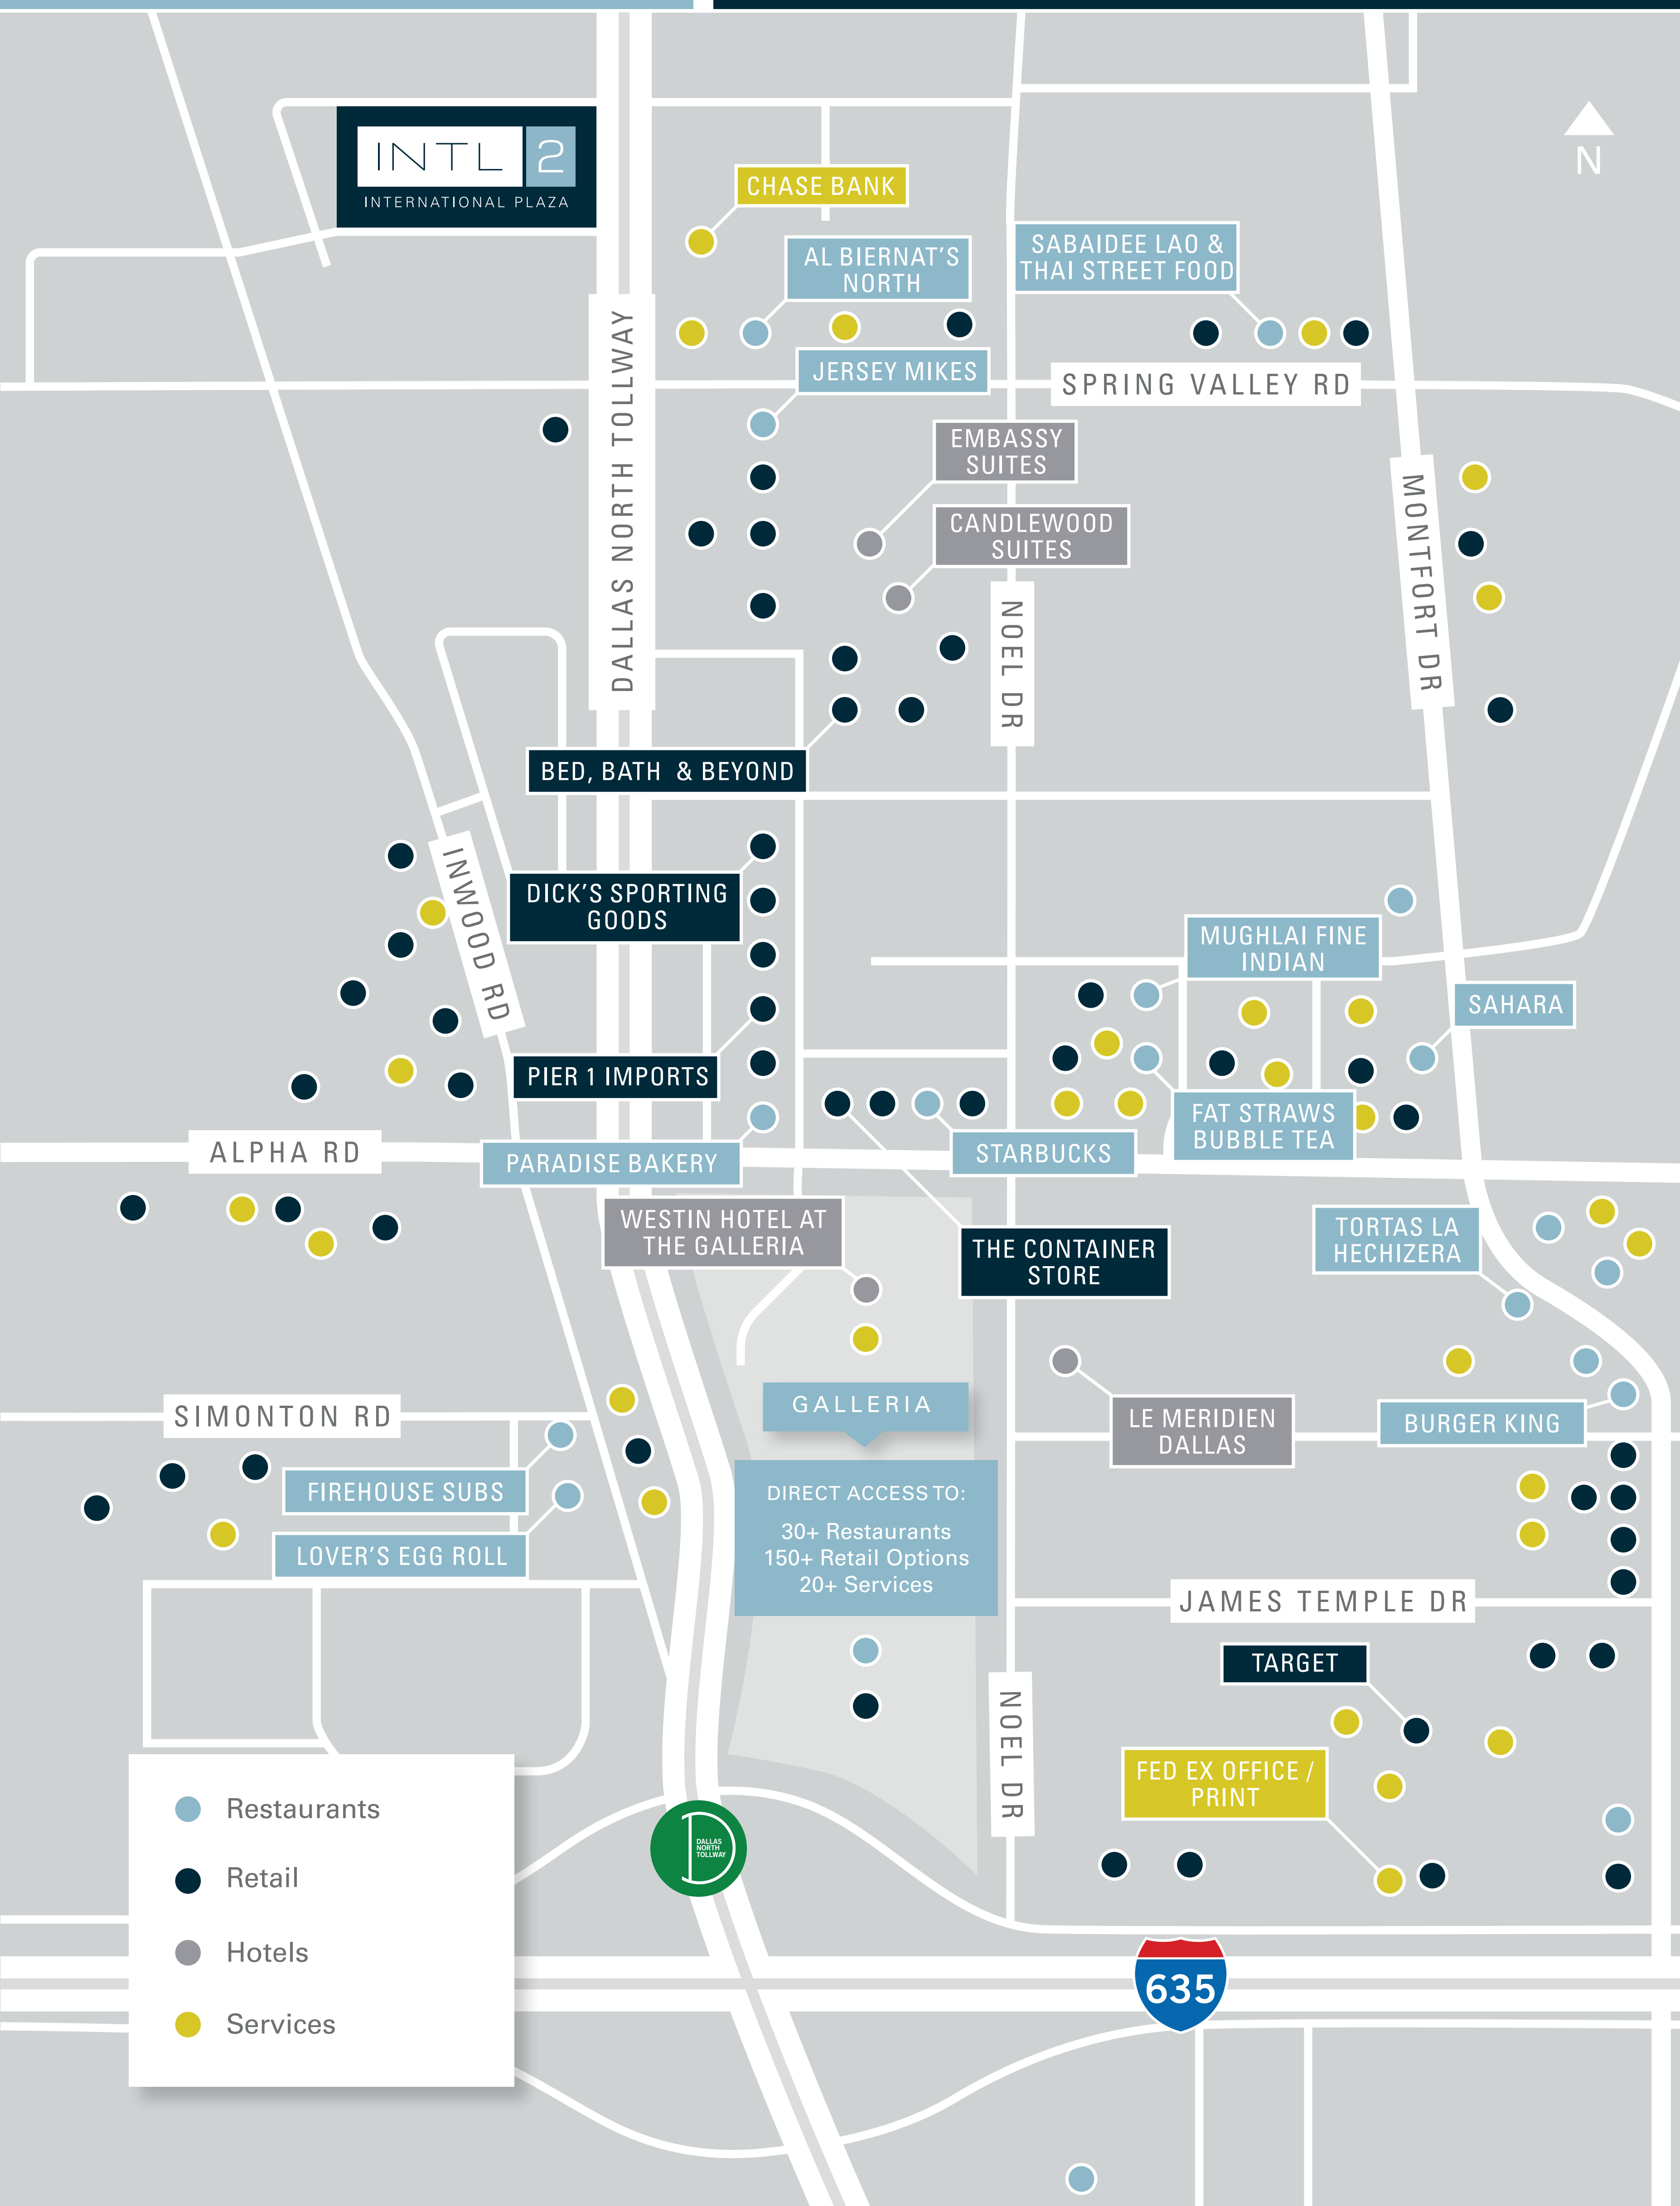 INTL 2
INTERNATIONAL PLAZA
N
CHASE BANK
AL BIERNAT'S
NORTH
SABAIDEE LAO &
THAI STREET FOOD
JERSEY MIKES
SPRING VALLEY RD
DALLAS NORTH TOLLWAY
EMBASSY
SUITES
CANDLEWOOD
SUITES
MONTFORT DR
NOEL DR
BED, BATH & BEYOND
INWOOD RD
DICK'S SPORTING
GOODS
MUGHLAI FINE
INDIAN
SAHARA
PIER 1 IMPORTS
FAT STRAWS
BUBBLE TEA
ALPHA RD
PARADISE BAKERY
STARBUCKS
WESTIN HOTEL AT
THE GALLERIA
THE CONTAINER
STORE
TORTAS LA
HECHIZERA
SIMONTON RD
GALLERIA
LE MERIDIEN
DALLAS
BURGER KING
FIREHOUSE SUBS
LOVER'S EGG ROLL
DIRECT ACCESS TO:
30+ Restaurants
150+ Retail Options
20+ Services
JAMES TEMPLE DR
TARGET
NOEL DR
FED EX OFFICE /
PRINT
DALLAS
NORTH
TOLLWAY
Restaurants
Retail
Hotels
Services
635